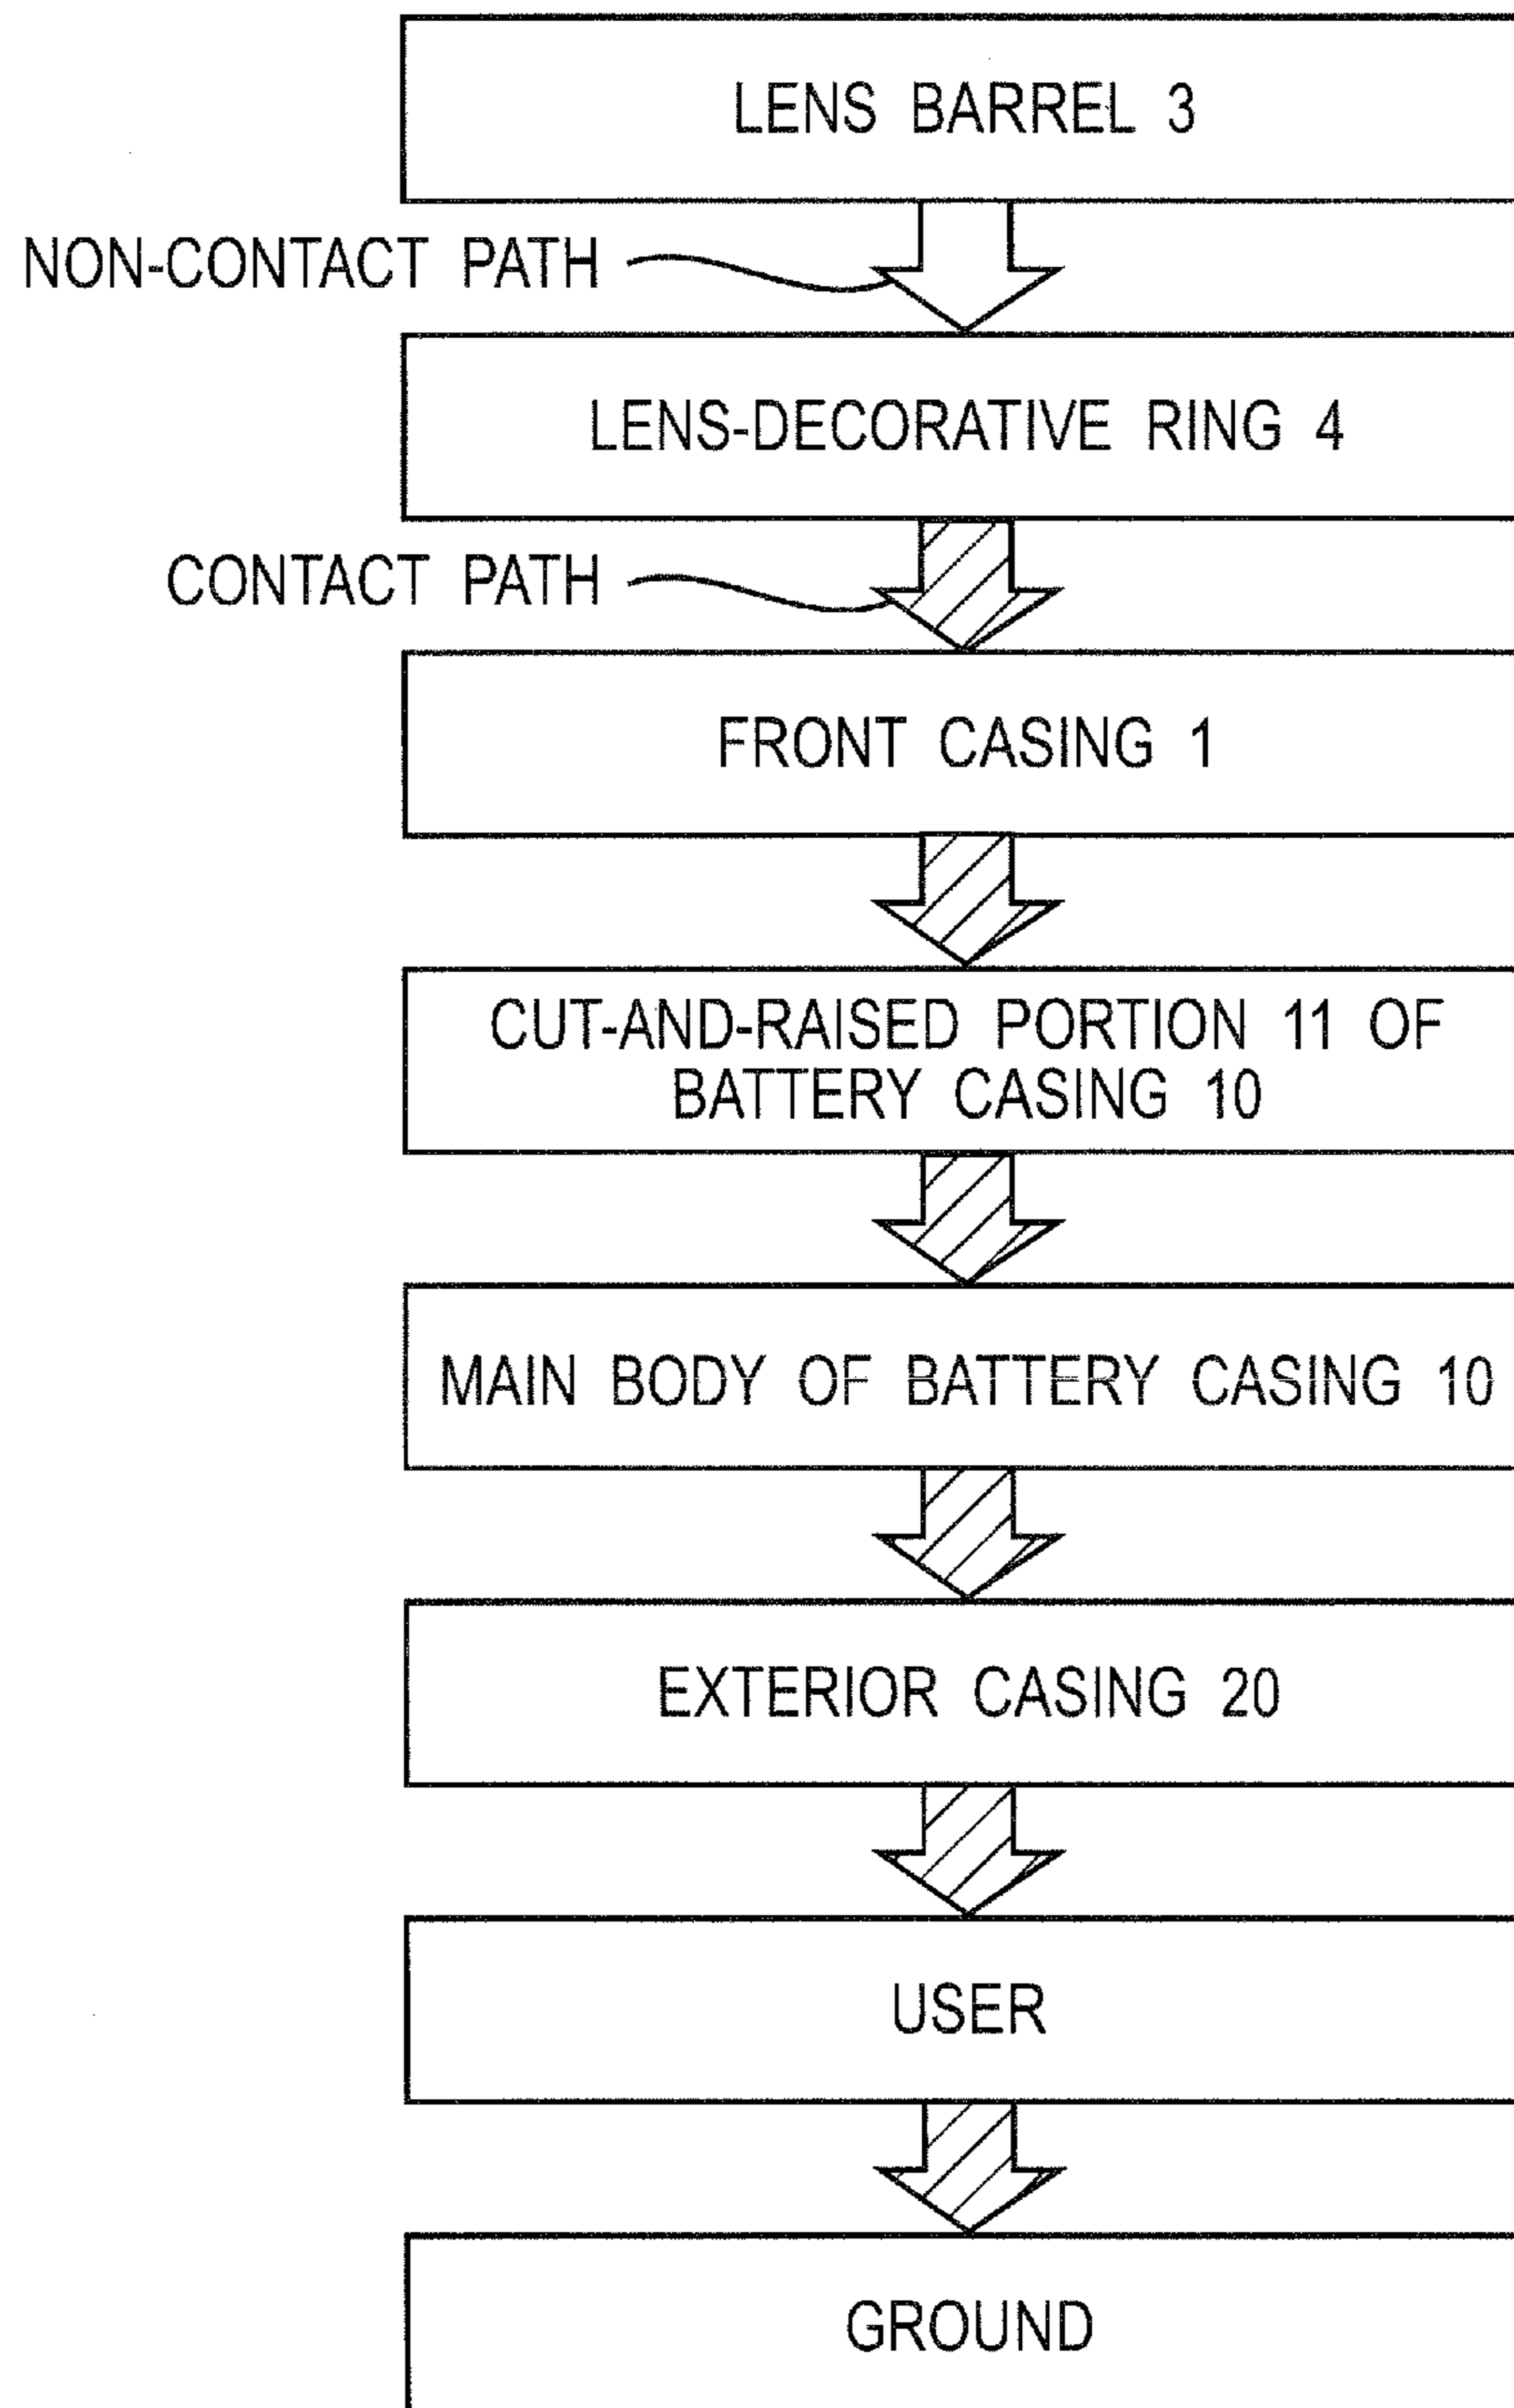 LENS BARREL 3
NON-CONTACT PATH
LENS-DECORATIVE RING 4
CONTACT PATH
FRONT CASING 1
CUT-AND-RAISED PORTION 11 OF
BATTERY CASING 10
MAIN BODY OF BATTERY CASING 10
EXTERIOR CASING 20
USER
GROUND